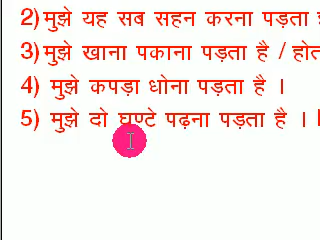 2) मुझे यह सब सहन करना पड़ता
3) मुझे खाना पकाना पड़ता है / होत
4) मुझे कपड़ा धोना पड़ता है ।
5) मुझे दो घण्टे पढ़ना पड़ता है ।